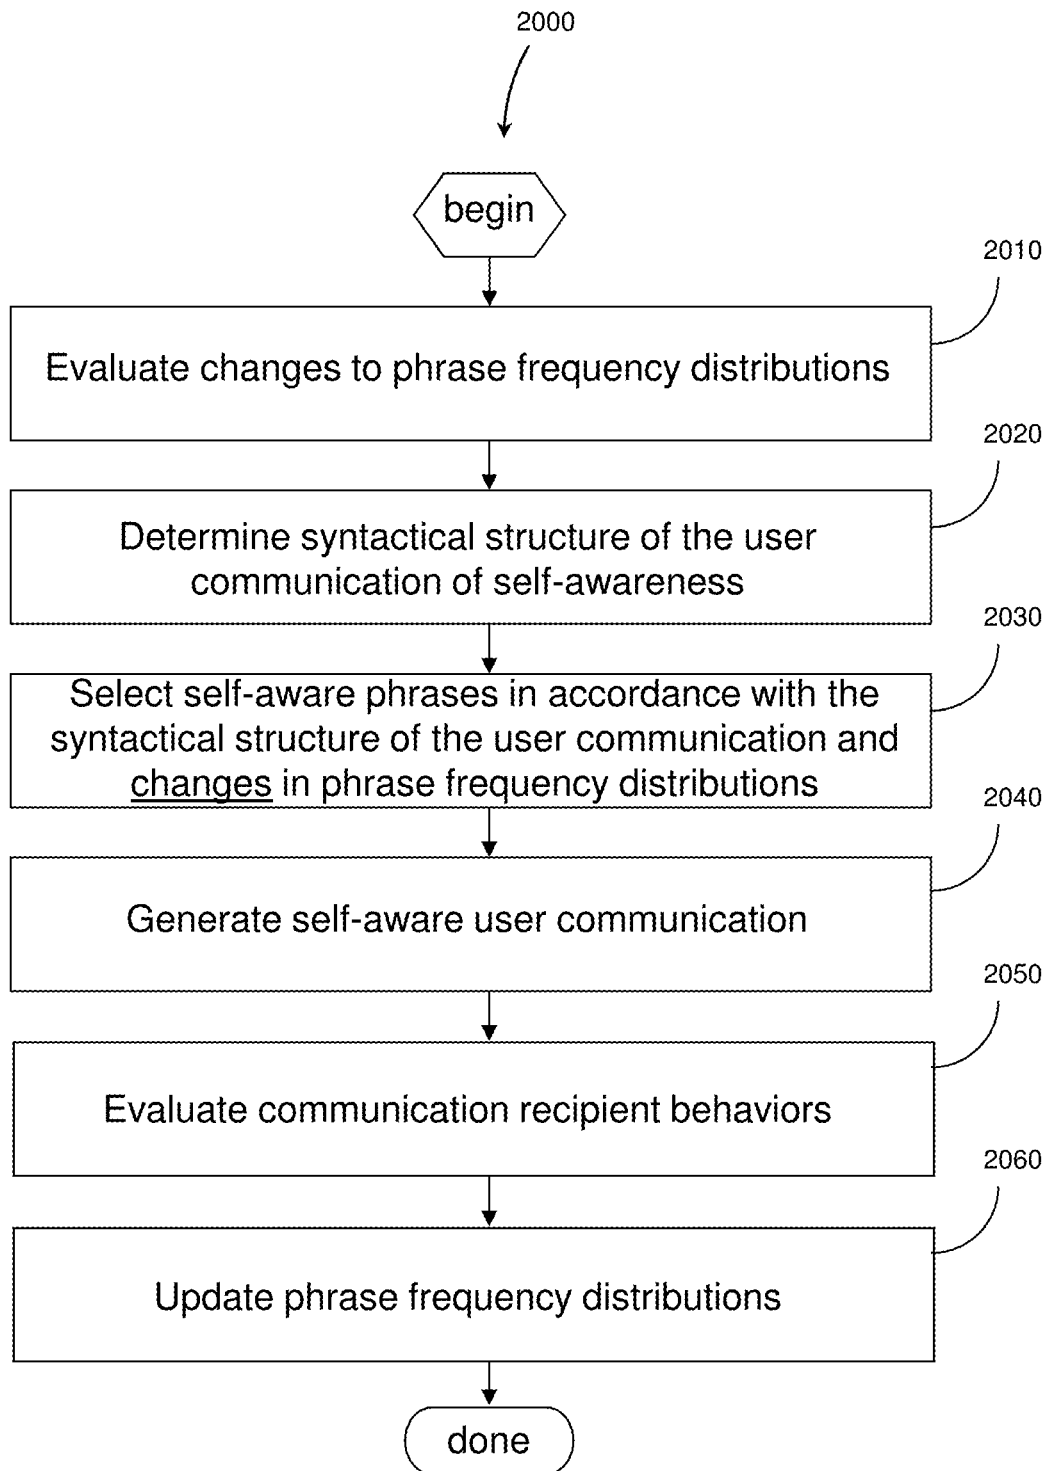 2000
begin
2010
Evaluate changes to phrase frequency distributions
2020
Determine syntactical structure of the user
communication of self-awareness
2030
Select self-aware phrases in accordance with the
syntactical structure of the user communication and
changes in phrase frequency distributions
2040
Generate self-aware user communication
2050
Evaluate communication recipient behaviors
2060
Update phrase frequency distributions
done